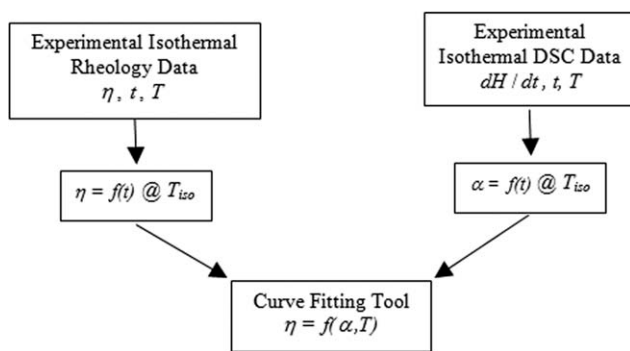 Experimental Isothermal
Rheology Data
η, t, T
Experimental
Isothermal DSC Data
dH / dt, t, T
η = f(t) @ Tiso
α = f(t) @ Tiso
Curve Fitting Tool
η = f(α,T)